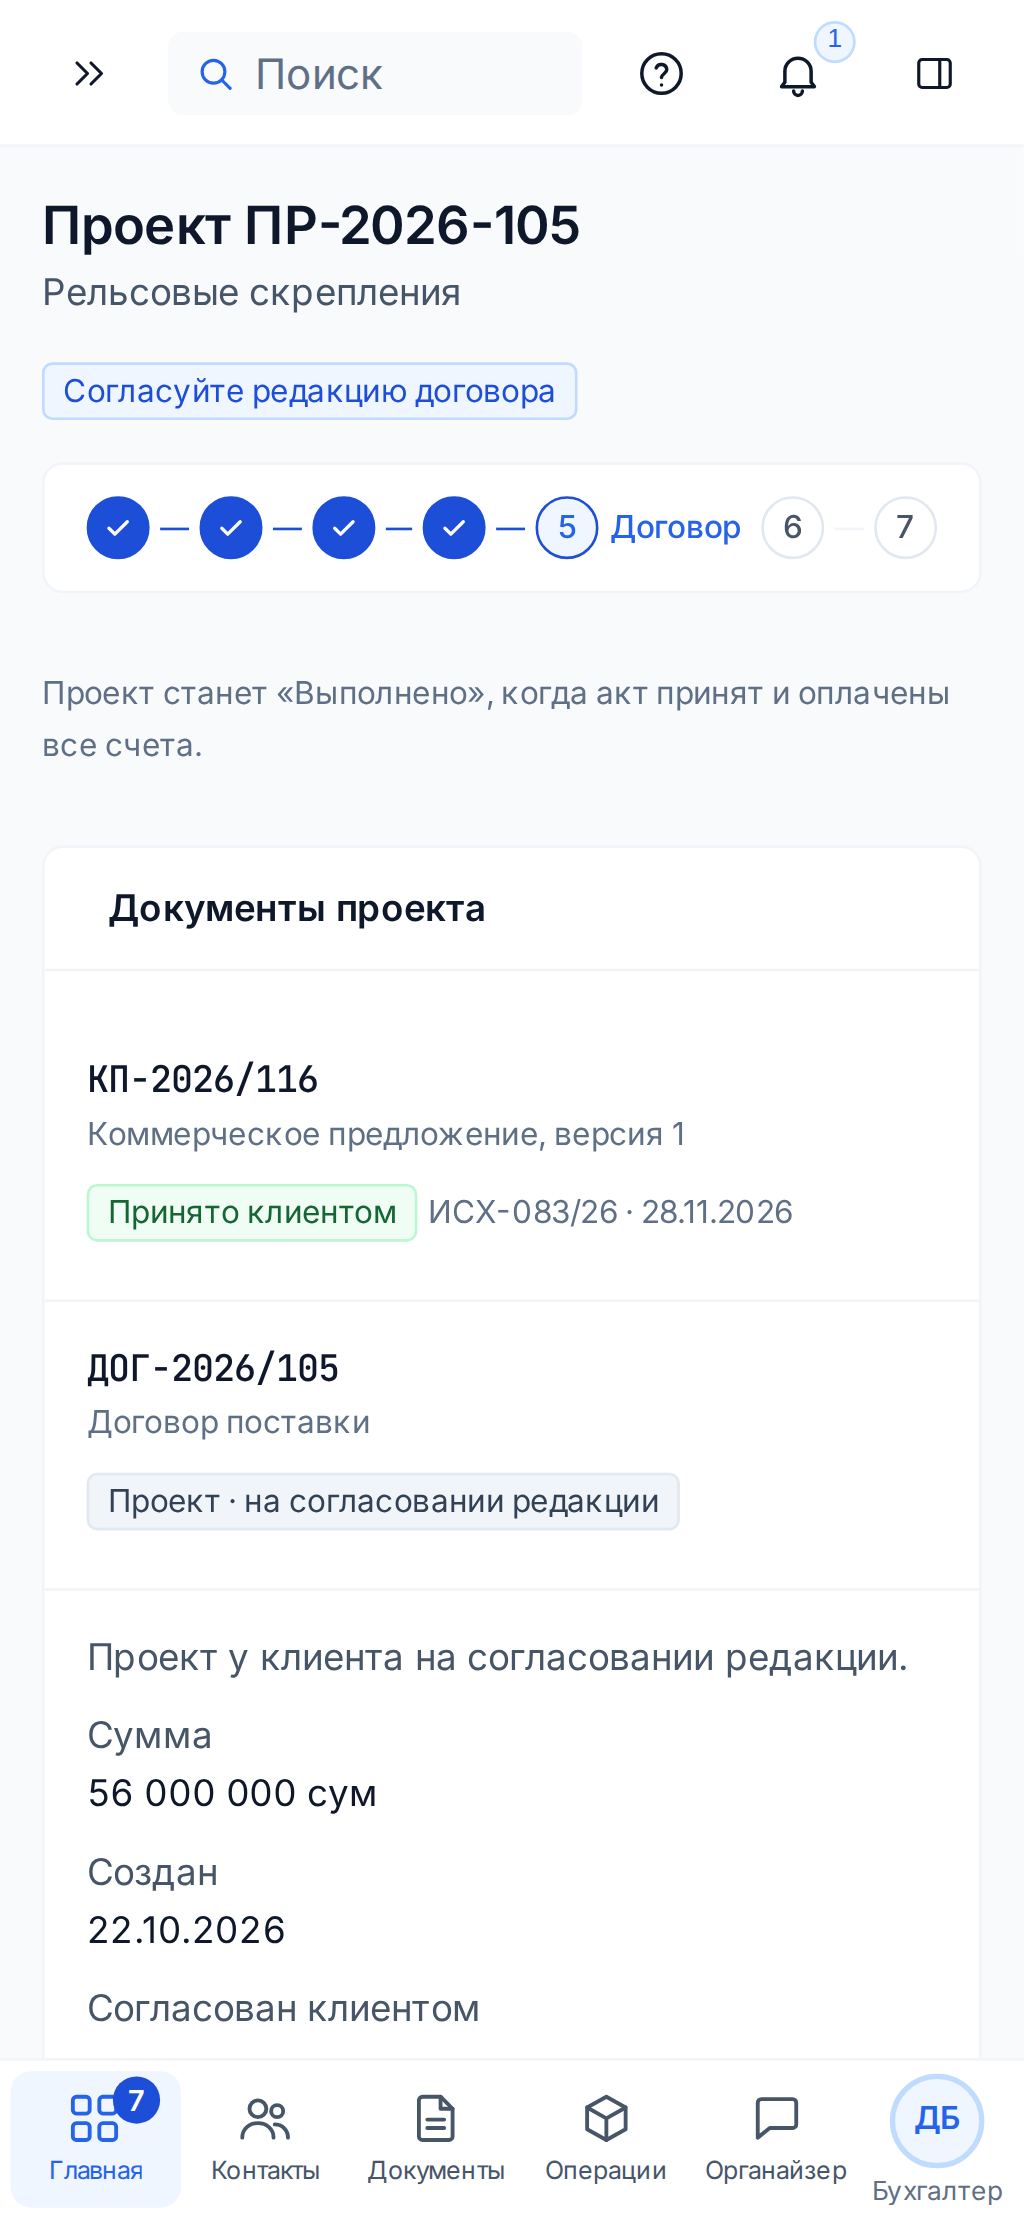 Поиск
1
Проект ПР-2026-105
Рельсовые скрепления
Согласуйте редакцию договора
5 Договор 6 7
Проект станет «Выполнено», когда акт принят и оплачены
все счета.
Документы проекта
КП-2026/116
Коммерческое предложение, версия 1
Принято клиентом ИСХ-083/26 · 28.11.2026
ДОГ-2026/105
Договор поставки
Проект · на согласовании редакции
Проект у клиента на согласовании редакции.
Сумма
56 000 000 сум
Создан
22.10.2026
Согласован клиентом
7
Главная
Контакты
Документы
Операции
Органайзер
ДБ
Бухгалтер